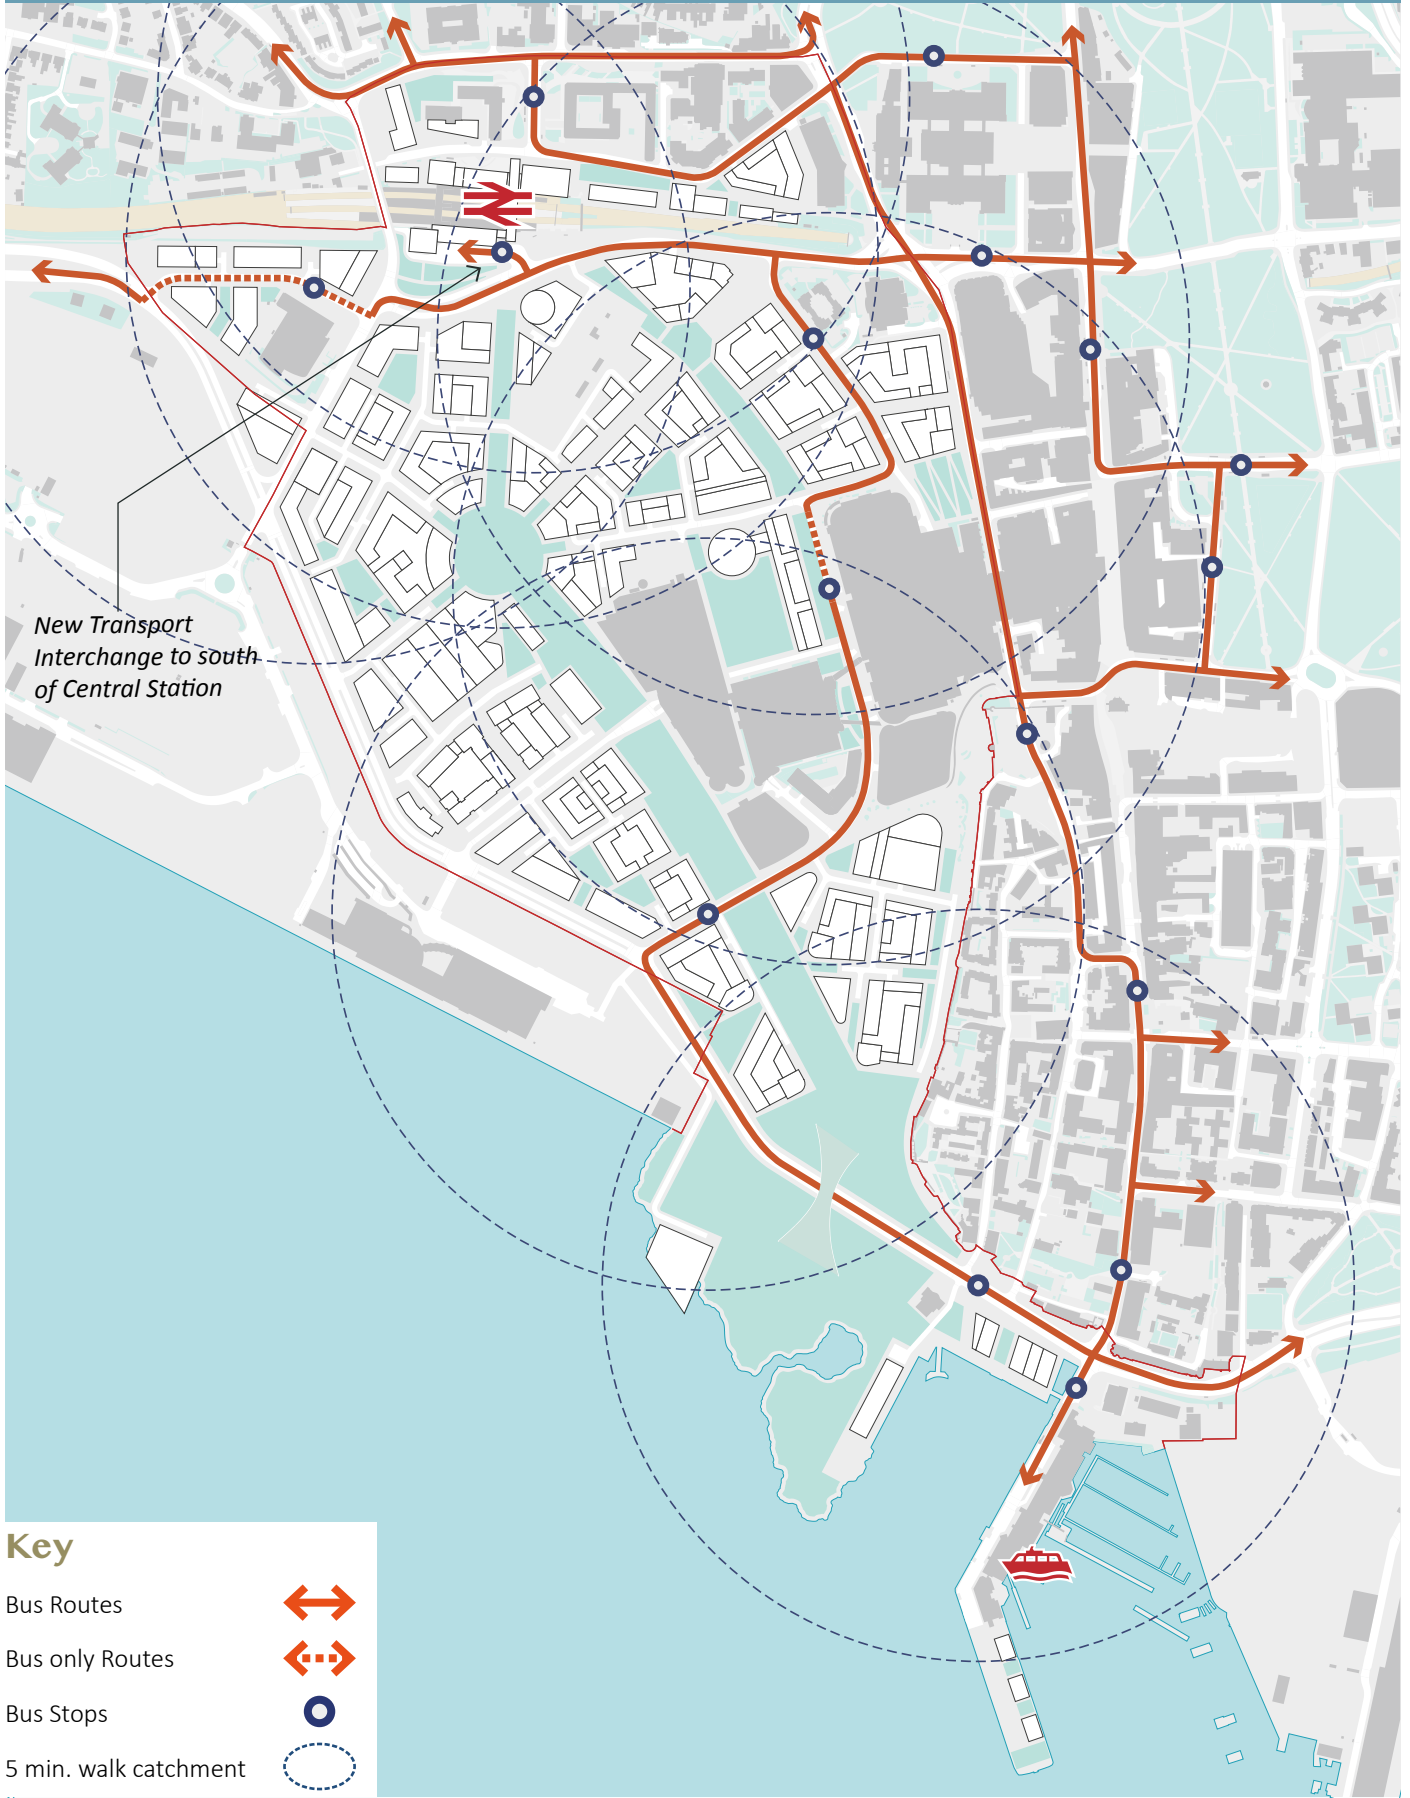 New Transport
Interchange to south
of Central Station
Key
Bus Routes
Bus only Routes
Bus Stops
5 min. walk catchment